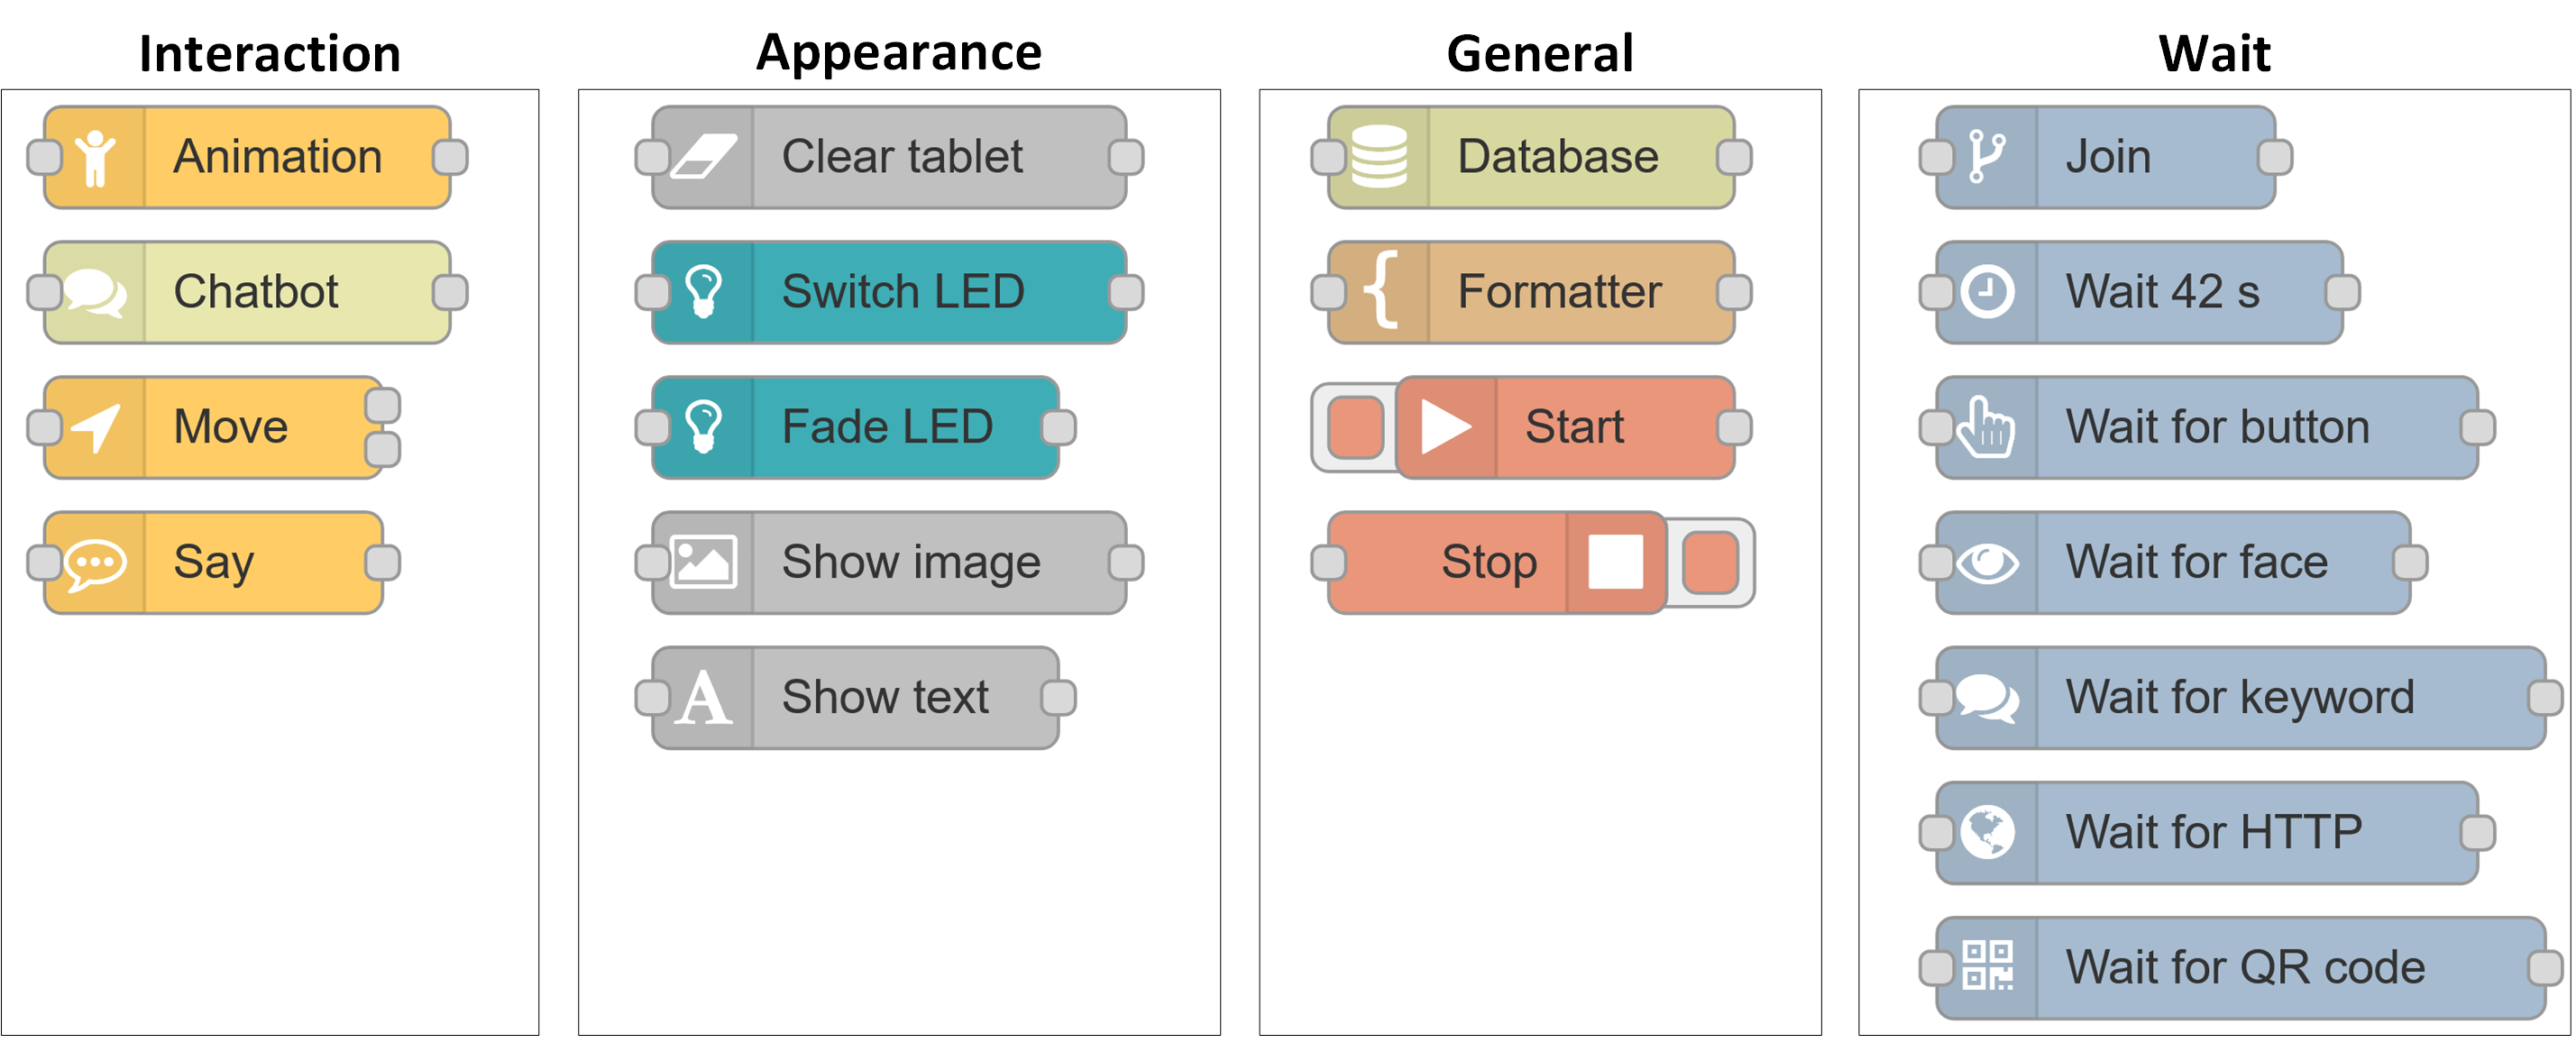 Interaction
Animation
Chatbot
Move
Say
Appearance
Clear tablet
Switch LED
Fade LED
Show image
A Show text
General
Database
{ Formatter
Start
Stop
Wait
Join
Wait 42 s
Wait for button
Wait for face
Wait for keyword
Wait for HTTP
Wait for QR code